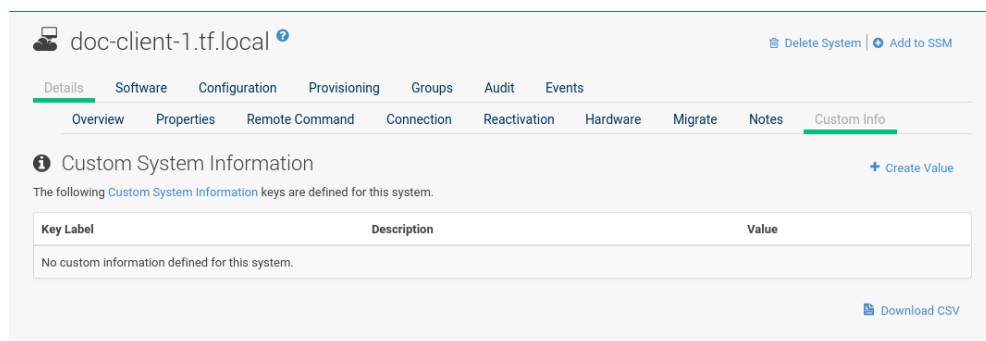 doc-client-1.tf.local ?
Delete System | Add to SSM
Details Software Configuration Provisioning Groups Audit Events
Overview Properties Remote Command Connection Reactivation Hardware Migrate Notes Custom Info
Custom System Information
Create Value
The following Custom System Information keys are defined for this system.
Key Label Description Value
No custom information defined for this system.
Download CSV